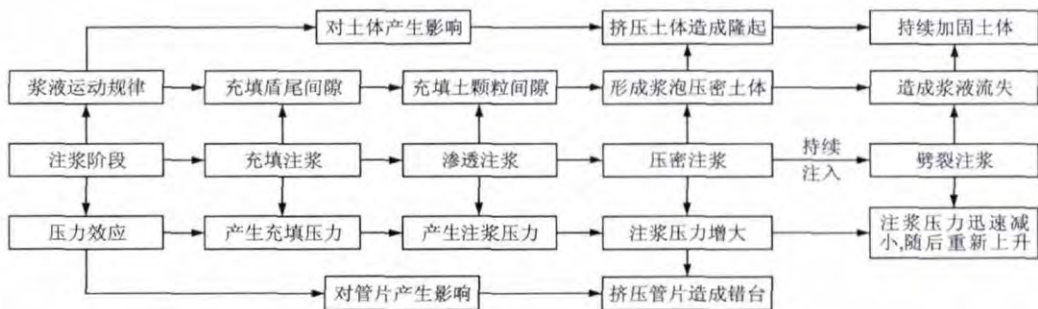 对土体产生影响
挤压土体造成隆起
持续加固土体
浆液运动规律
充填盾尾间隙
充填土颗粒间隙
形成浆泡压密土体
造成浆液流失
注浆阶段
充填注浆
渗透注浆
压密注浆
持续
注入
劈裂注浆
压力效应
产生充填压力
产生注浆压力
注浆压力增大
注浆压力迅速减
小,随后重新上升
对管片产生影响
挤压管片造成错台